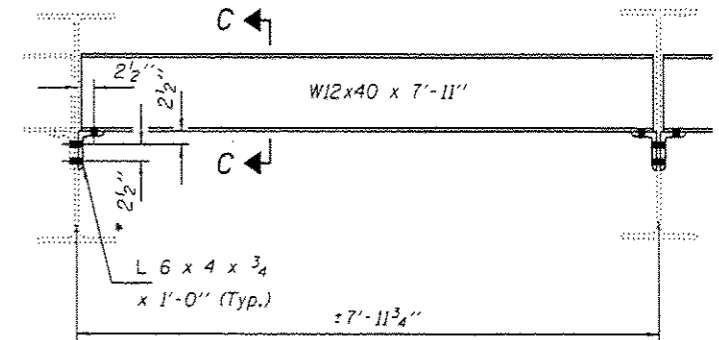 C
2½"
2½"
W12x40 x 7'-11"
C
2½"
*
L 6 x 4 x ¾
x 1'-0" (Typ.)
±7'-11¾"